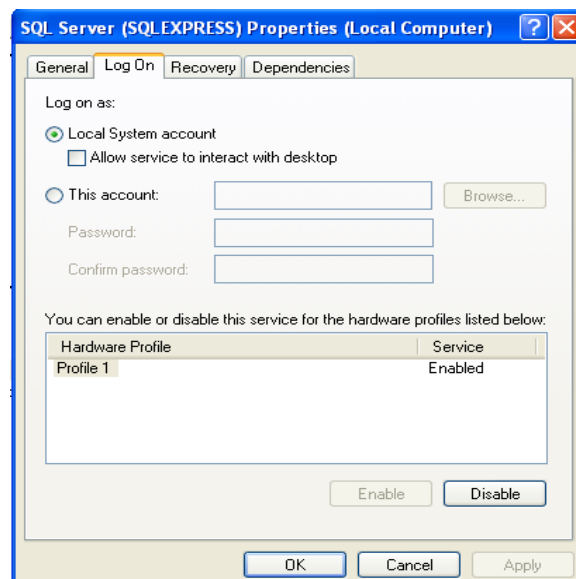 SQL Server (SQLEXPRESS) Properties (Local Computer)
General Log On Recovery Dependencies
Log on as:
Local System account
Allow service to interact with desktop
This account:
Browse...
Password:
Confirm password:
You can enable or disable this service for the hardware profiles listed below:
Hardware Profile Service
Profile 1 Enabled
Enable Disable
OK Cancel Apply